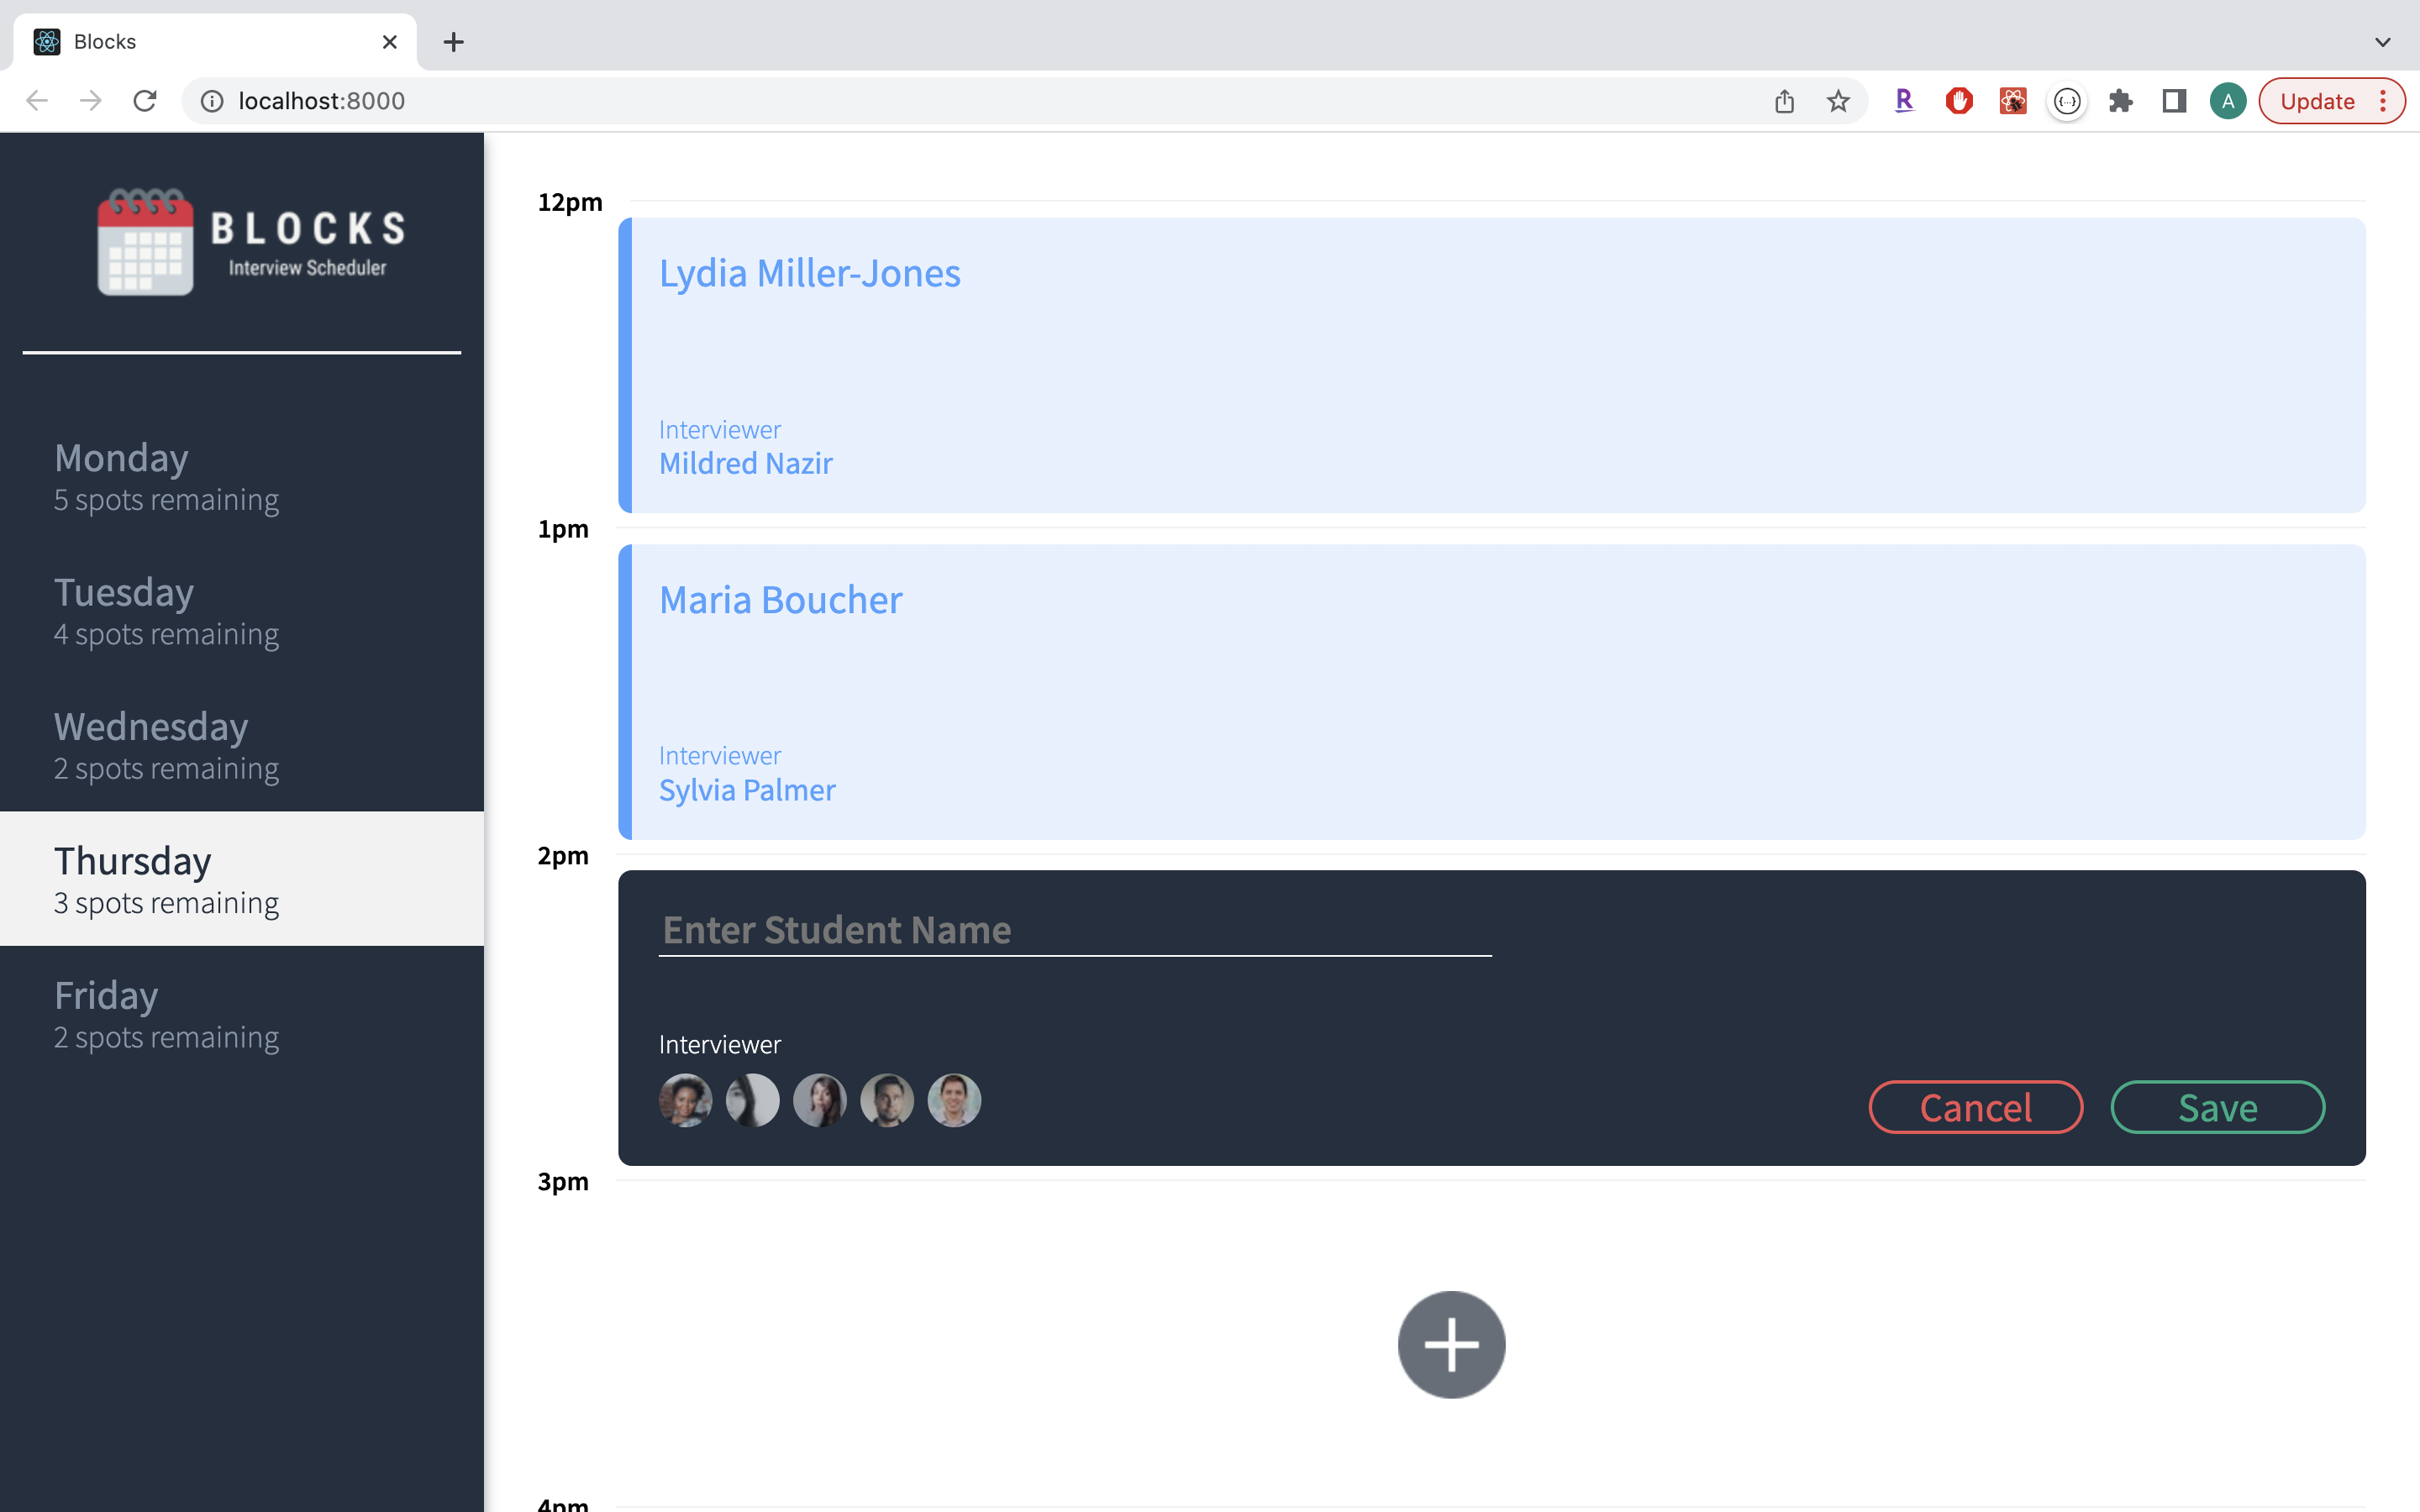 Blocks
localhost:8000
R
A
Update
BLOCKS
Interview Scheduler
Monday
5 spots remaining
Tuesday
4 spots remaining
Wednesday
2 spots remaining
Thursday
3 spots remaining
Friday
2 spots remaining
12pm
Lydia Miller-Jones
Interviewer
Mildred Nazir
1pm
Maria Boucher
Interviewer
Sylvia Palmer
2pm
Enter Student Name
Interviewer
Cancel
Save
3pm
4pm